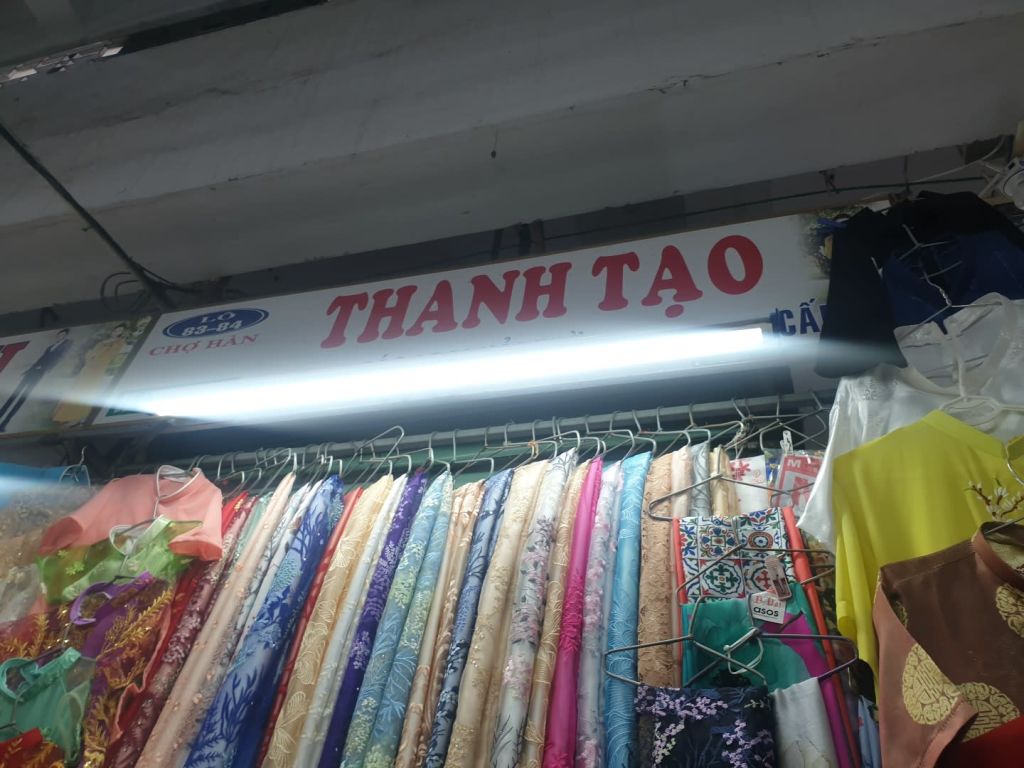 LÔ
83-84
CHỢ HÀN
THANH TẠO
CẤ
M
asos